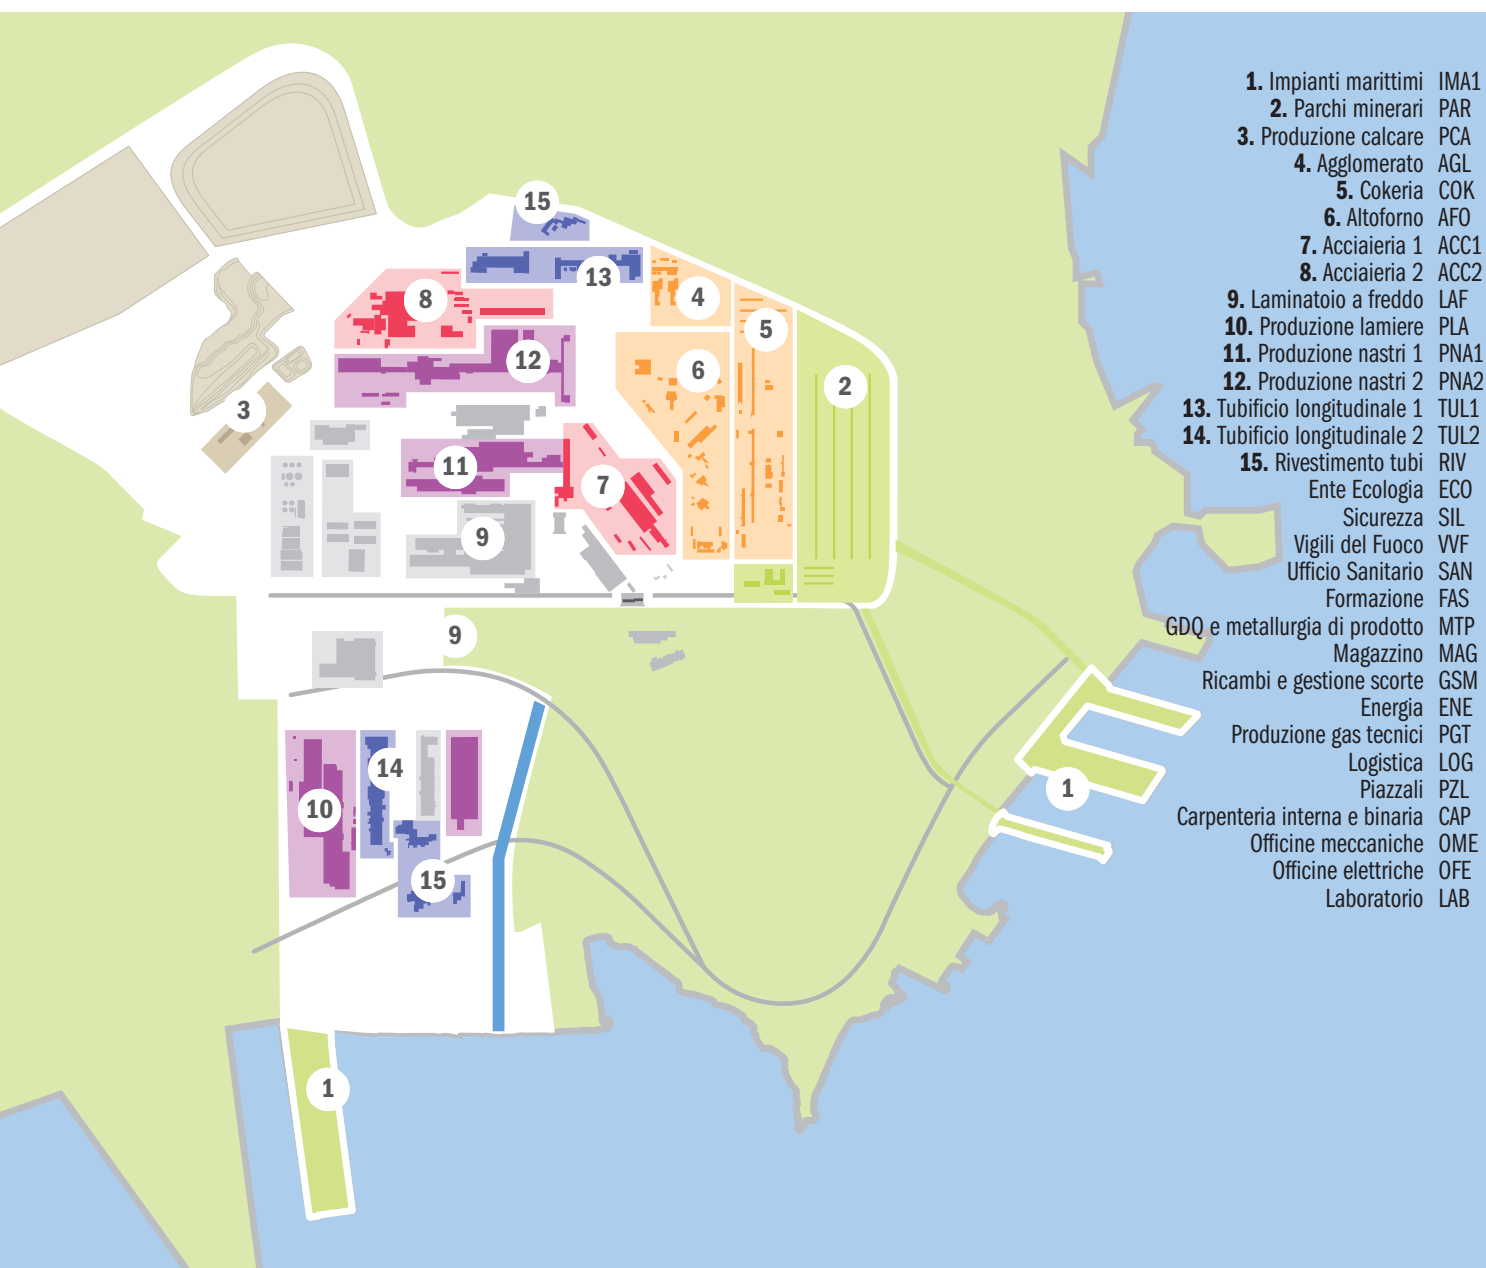 1. Impianti marittimi IMA1
2. Parchi minerari PAR
3. Produzione calcare PCA
4. Agglomerato AGL
5. Cokeria COK
6. Altoforno AFO
7. Acciaieria 1 ACC1
8. Acciaieria 2 ACC2
9. Laminatoio a freddo LAF
10. Produzione lamiere PLA
11. Produzione nastri 1 PNA1
12. Produzione nastri 2 PNA2
13. Tubificio longitudinale 1 TUL1
14. Tubificio longitudinale 2 TUL2
15. Rivestimento tubi RIV
Ente Ecologia ECO
Sicurezza SIL
Vigili del Fuoco VVF
Ufficio Sanitario SAN
Formazione FAS
GDQ e metallurgia di prodotto MTP
Magazzino MAG
Ricambi e gestione scorte GSM
Energia ENE
Produzione gas tecnici PGT
Logistica LOG
Piazzali PZL
Carpenteria interna e binaria CAP
Officine meccaniche OME
Officine elettriche OFE
Laboratorio LAB
15
13
8
4
5
12
6
2
3
11
7
9
9
14
10
1
15
1